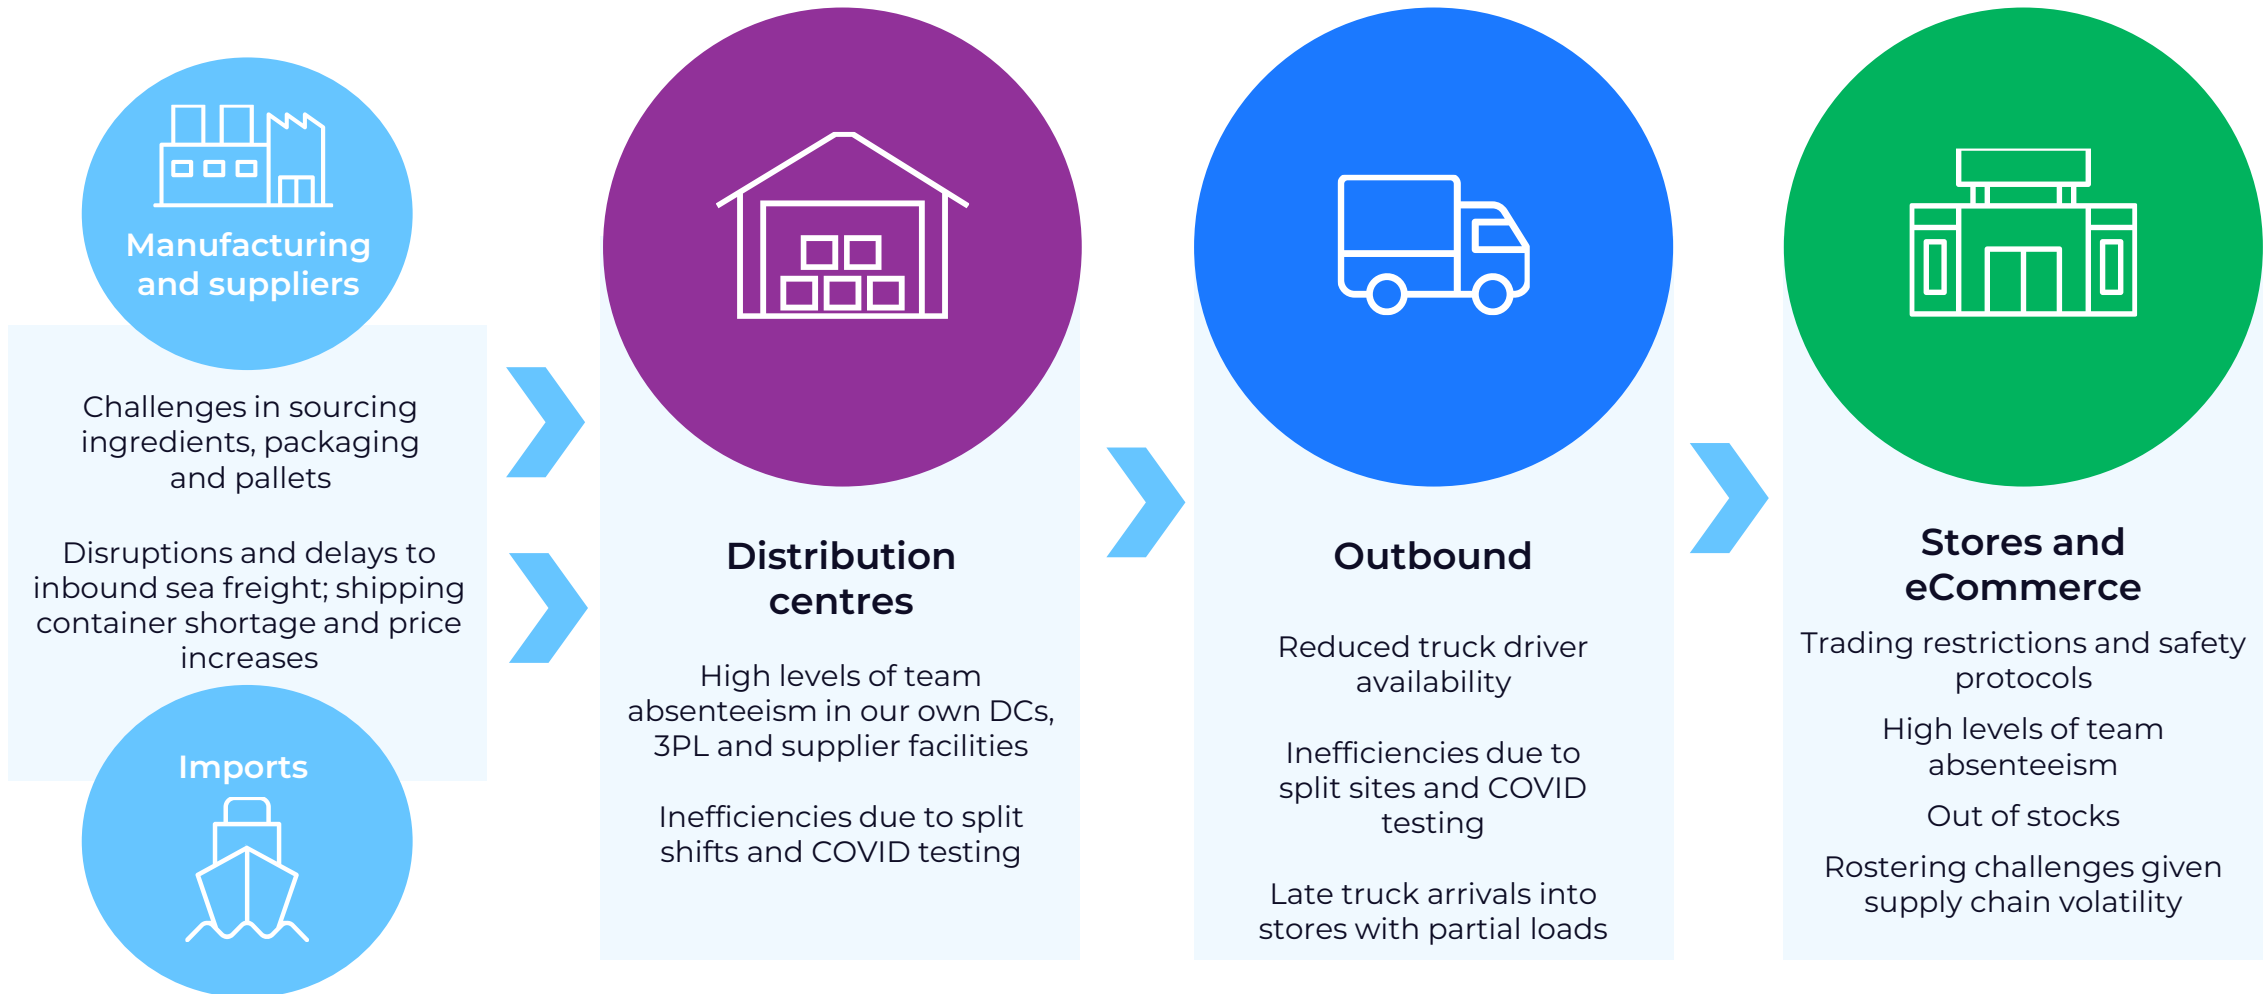 Manufacturing
and suppliers
Challenges in sourcing
ingredients, packaging
and pallets
Disruptions and delays to
inbound sea freight; shipping
container shortage and price
increases
Imports
Distribution
centres
High levels of team
absenteeism in our own DCs,
3PL and supplier facilities
Inefficiencies due to split
shifts and COVID testing
Outbound
Reduced truck driver
availability
Inefficiencies due to
split sites and COVID
testing
Late truck arrivals into
stores with partial loads
Stores and
eCommerce
Trading restrictions and safety
protocols
High levels of team
absenteeism
Out of stocks
Rostering challenges given
supply chain volatility